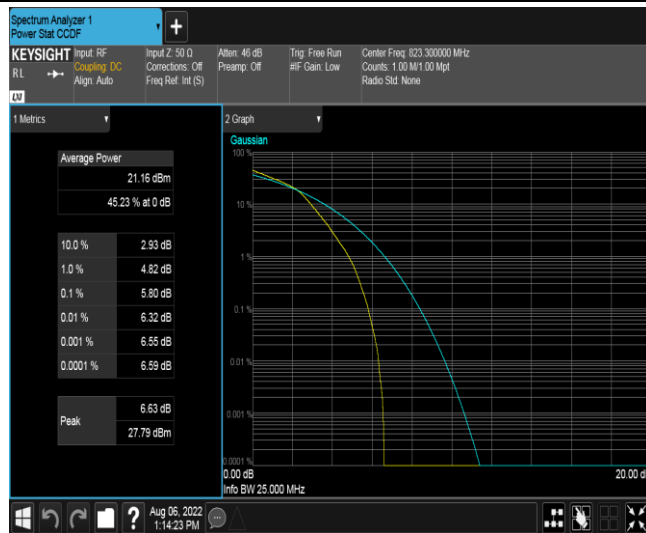 Spectrum Analyzer 1
Power Stat CCDF
+
KEYSIGHT
RL
LXI
Input: RF
Coupling: DC
Align: Auto
Input Z: 50 Ω
Corrections: Off
Freq Ref: Int (S)
Atten: 46 dB
Preamp: Off
Trig: Free Run
#IF Gain: Low
Center Freq: 823.300000 MHz
Counts: 1.00 M/1.00 Mpt
Radio Std: None
1 Metrics
Average Power
21.16 dBm
45.23 % at 0 dB
10.0 % 2.93 dB
1.0 % 4.82 dB
0.1 % 5.80 dB
0.01 % 6.32 dB
0.001 % 6.55 dB
0.0001 % 6.59 dB
Peak
6.63 dB
27.79 dBm
2 Graph
Gaussian
100 %
10 %
1 %
0.1 %
0.01 %
0.001 %
0.0001 %
0.00 dB
20.00 d
Info BW 25.000 MHz
?
Aug 06, 2022
1:14:23 PM